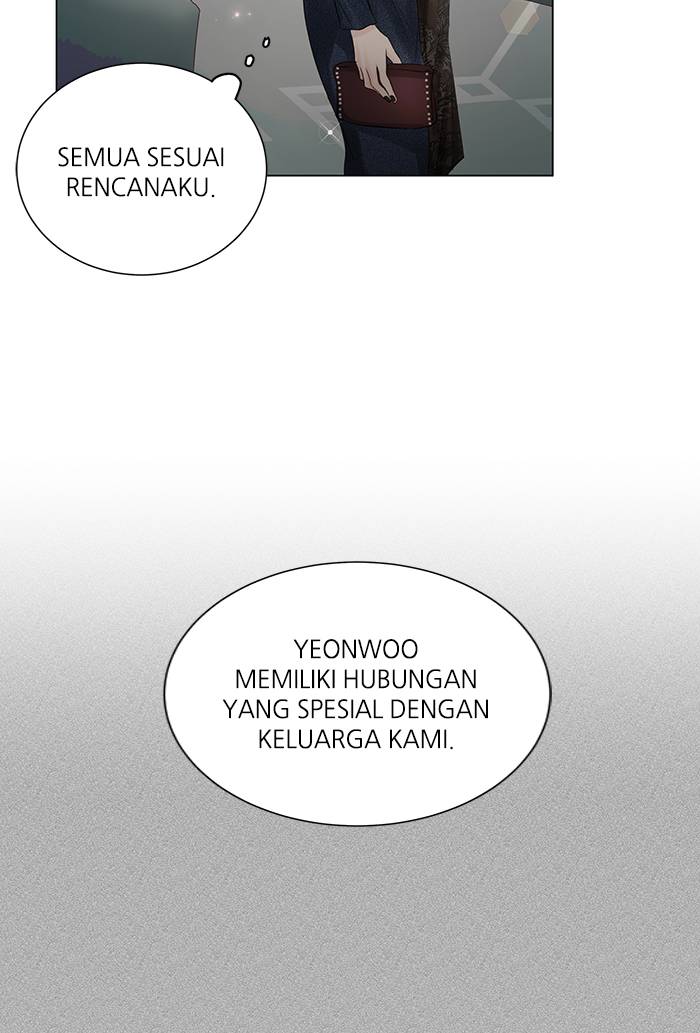 SEMUA SESUAI
RENCANAKU.
YEONWOO
MEMILIKI HUBUNGAN
YANG SPESIAL DENGAN
KELUARGA KAMI.